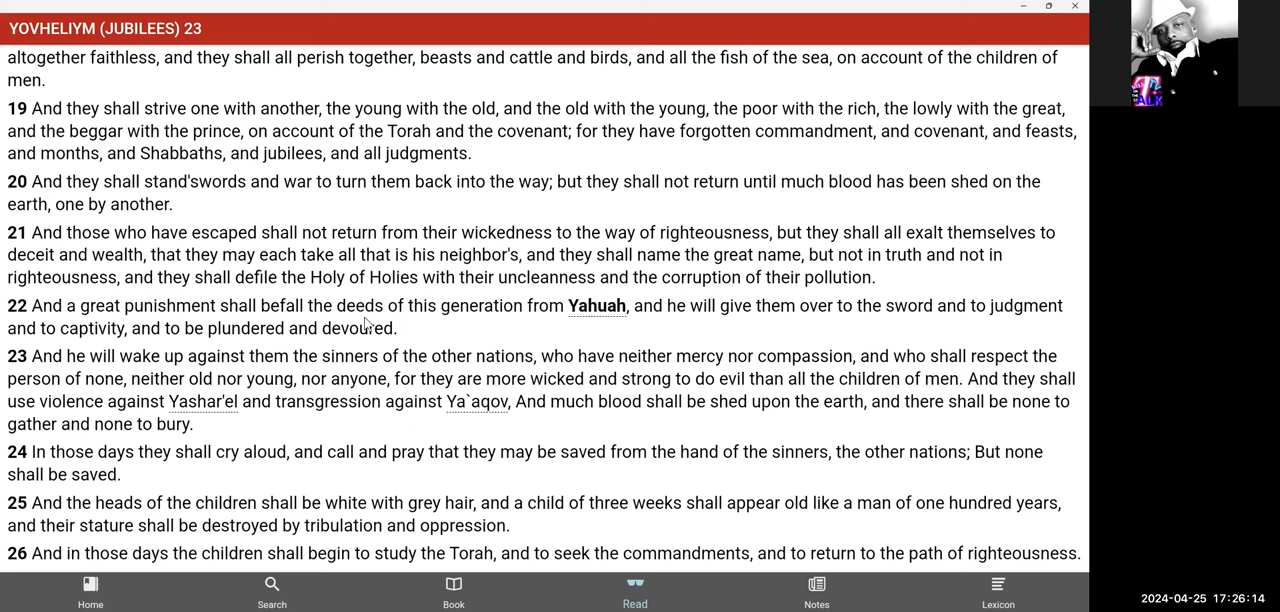 YOVHELIYM (JUBILEES) 23
altogether faithless, and they shall all perish together, beasts and cattle and birds, and all the fish of the sea, on account of the children of
men.
19 And they shall strive one with another, the young with the old, and the old with the young, the poor with the rich, the lowly with the great,
and the beggar with the prince, on account of the Torah and the covenant; for they have forgotten commandment, and covenant, and feasts,
and months, and Shabbaths, and jubilees, and all judgments.
20 And they shall stand'swords and war to turn them back into the way; but they shall not return until much blood has been shed on the
earth, one by another.
21 And those who have escaped shall not return from their wickedness to the way of righteousness, but they shall all exalt themselves to
deceit and wealth, that they may each take all that is his neighbor's, and they shall name the great name, but not in truth and not in
righteousness, and they shall defile the Holy of Holies with their uncleanness and the corruption of their pollution.
22 And a great punishment shall befall the deeds of this generation from Yahuah, and he will give them over to the sword and to judgment
and to captivity, and to be plundered and devoured.
23 And he will wake up against them the sinners of the other nations, who have neither mercy nor compassion, and who shall respect the
person of none, neither old nor young, nor anyone, for they are more wicked and strong to do evil than all the children of men. And they shall
use violence against Yashar'el and transgression against Ya`aqov, And much blood shall be shed upon the earth, and there shall be none to
gather and none to bury.
24 In those days they shall cry aloud, and call and pray that they may be saved from the hand of the sinners, the other nations; But none
shall be saved.
25 And the heads of the children shall be white with grey hair, and a child of three weeks shall appear old like a man of one hundred years,
and their stature shall be destroyed by tribulation and oppression.
26 And in those days the children shall begin to study the Torah, and to seek the commandments, and to return to the path of righteousness.
Home Search Book Read Notes Lexicon
2024-04-25 17:26:14